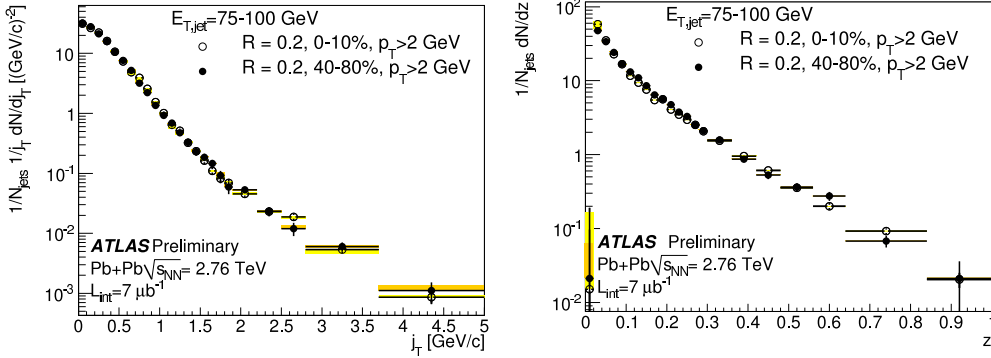 1/N_jets 1/j_T dN/dj_T [(GeV/c)^-2]
E_T,jet=75-100 GeV
R = 0.2, 0-10%, p_T>2 GeV
R = 0.2, 40-80%, p_T>2 GeV
10
1
10^-1
10^-2
10^-3
ATLAS Preliminary
Pb+Pb√s_NN= 2.76 TeV
L_int=7 μb^-1
0 0.5 1 1.5 2 2.5 3 3.5 4 4.5 5
j_T [GeV/c]
1/N_jets dN/dz
E_T,jet=75-100 GeV
R = 0.2, 0-10%, p_T>2 GeV
R = 0.2, 40-80%, p_T>2 GeV
10^2
10
1
10^-1
10^-2
ATLAS Preliminary
Pb+Pb√s_NN= 2.76 TeV
L_int=7 μb^-1
0 0.1 0.2 0.3 0.4 0.5 0.6 0.7 0.8 0.9 1
z